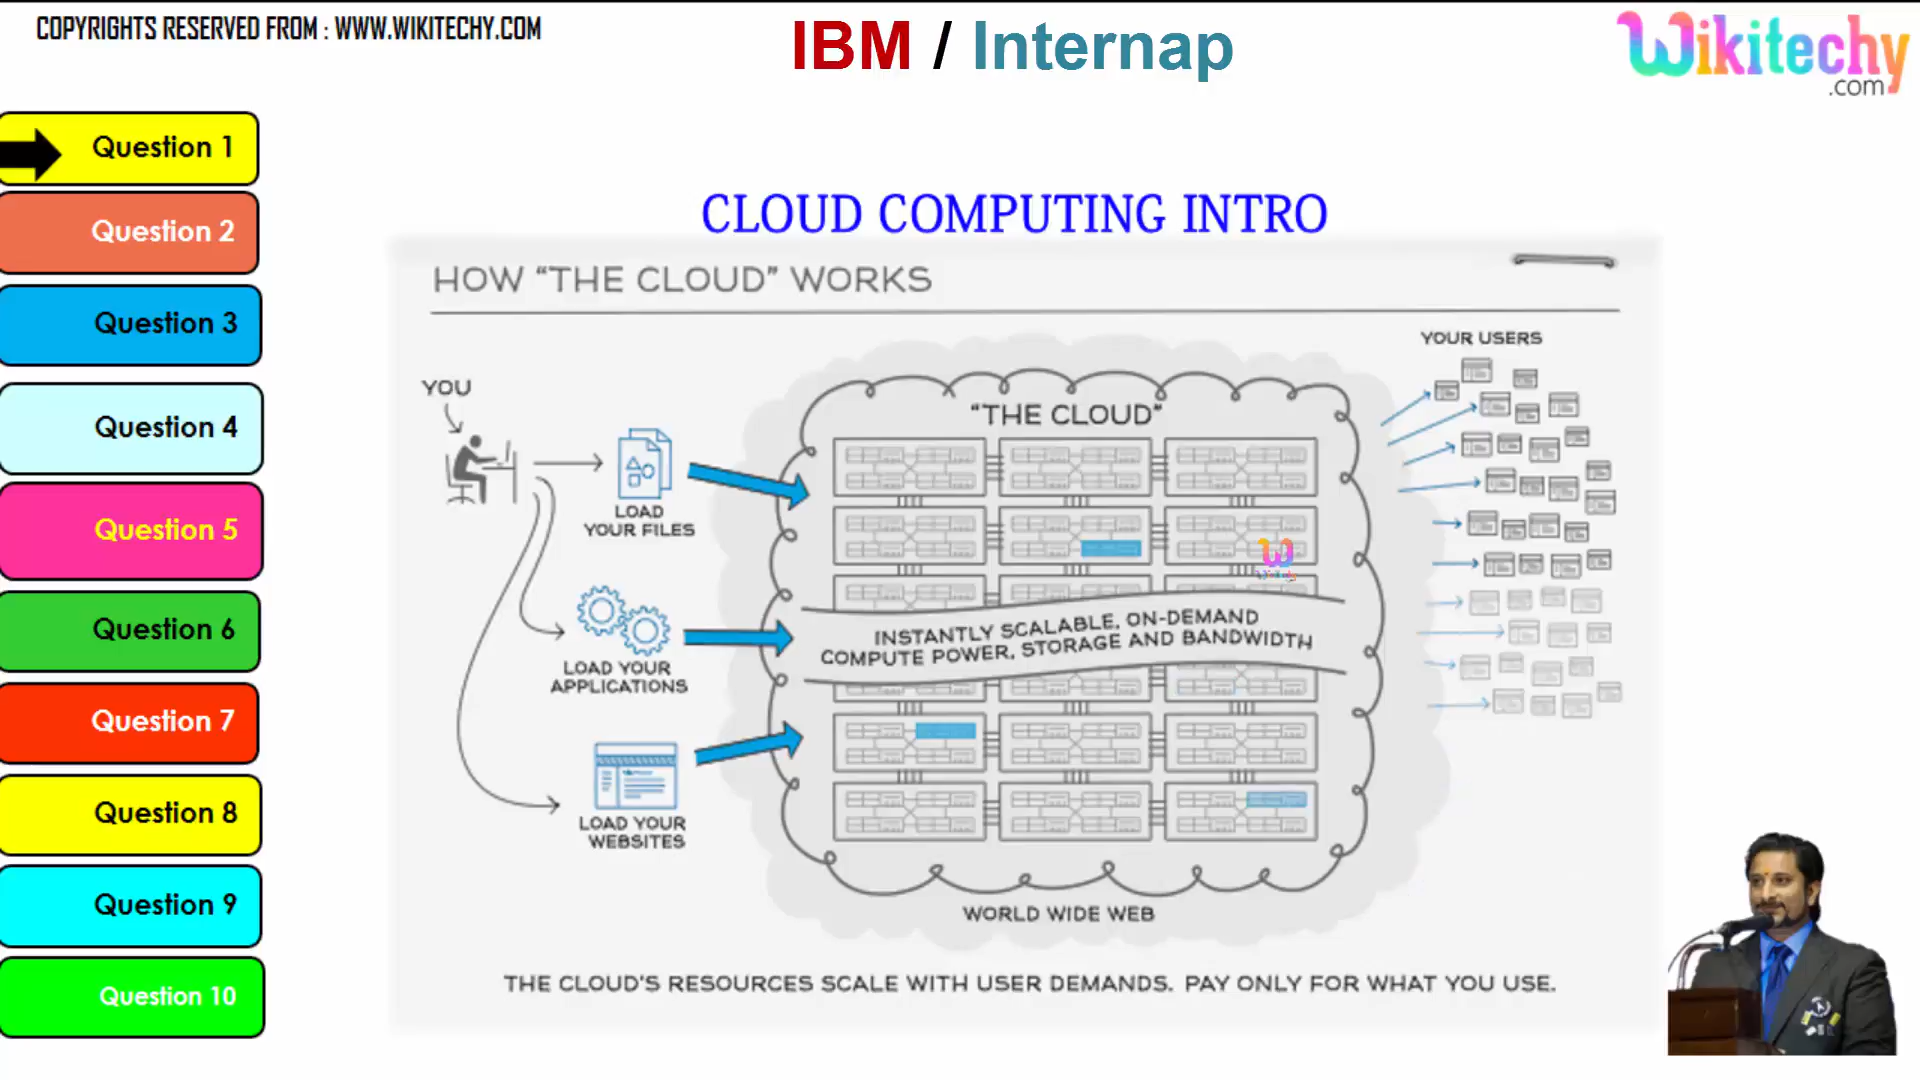 COPYRIGHTS RESERVED FROM : WWW.WIKITECHY.COM
IBM / Internap
Wikitechy
.com
Question 1
Question 2
Question 3
Question 4
Question 5
Question 6
Question 7
Question 8
Question 9
Question 10
CLOUD COMPUTING INTRO
HOW “THE CLOUD” WORKS
YOU
LOAD
YOUR FILES
LOAD YOUR
APPLICATIONS
LOAD YOUR
WEBSITES
“THE CLOUD”
INSTANTLY SCALABLE, ON-DEMAND
COMPUTE POWER, STORAGE AND BANDWIDTH
WORLD WIDE WEB
YOUR USERS
THE CLOUD'S RESOURCES SCALE WITH USER DEMANDS. PAY ONLY FOR WHAT YOU USE.